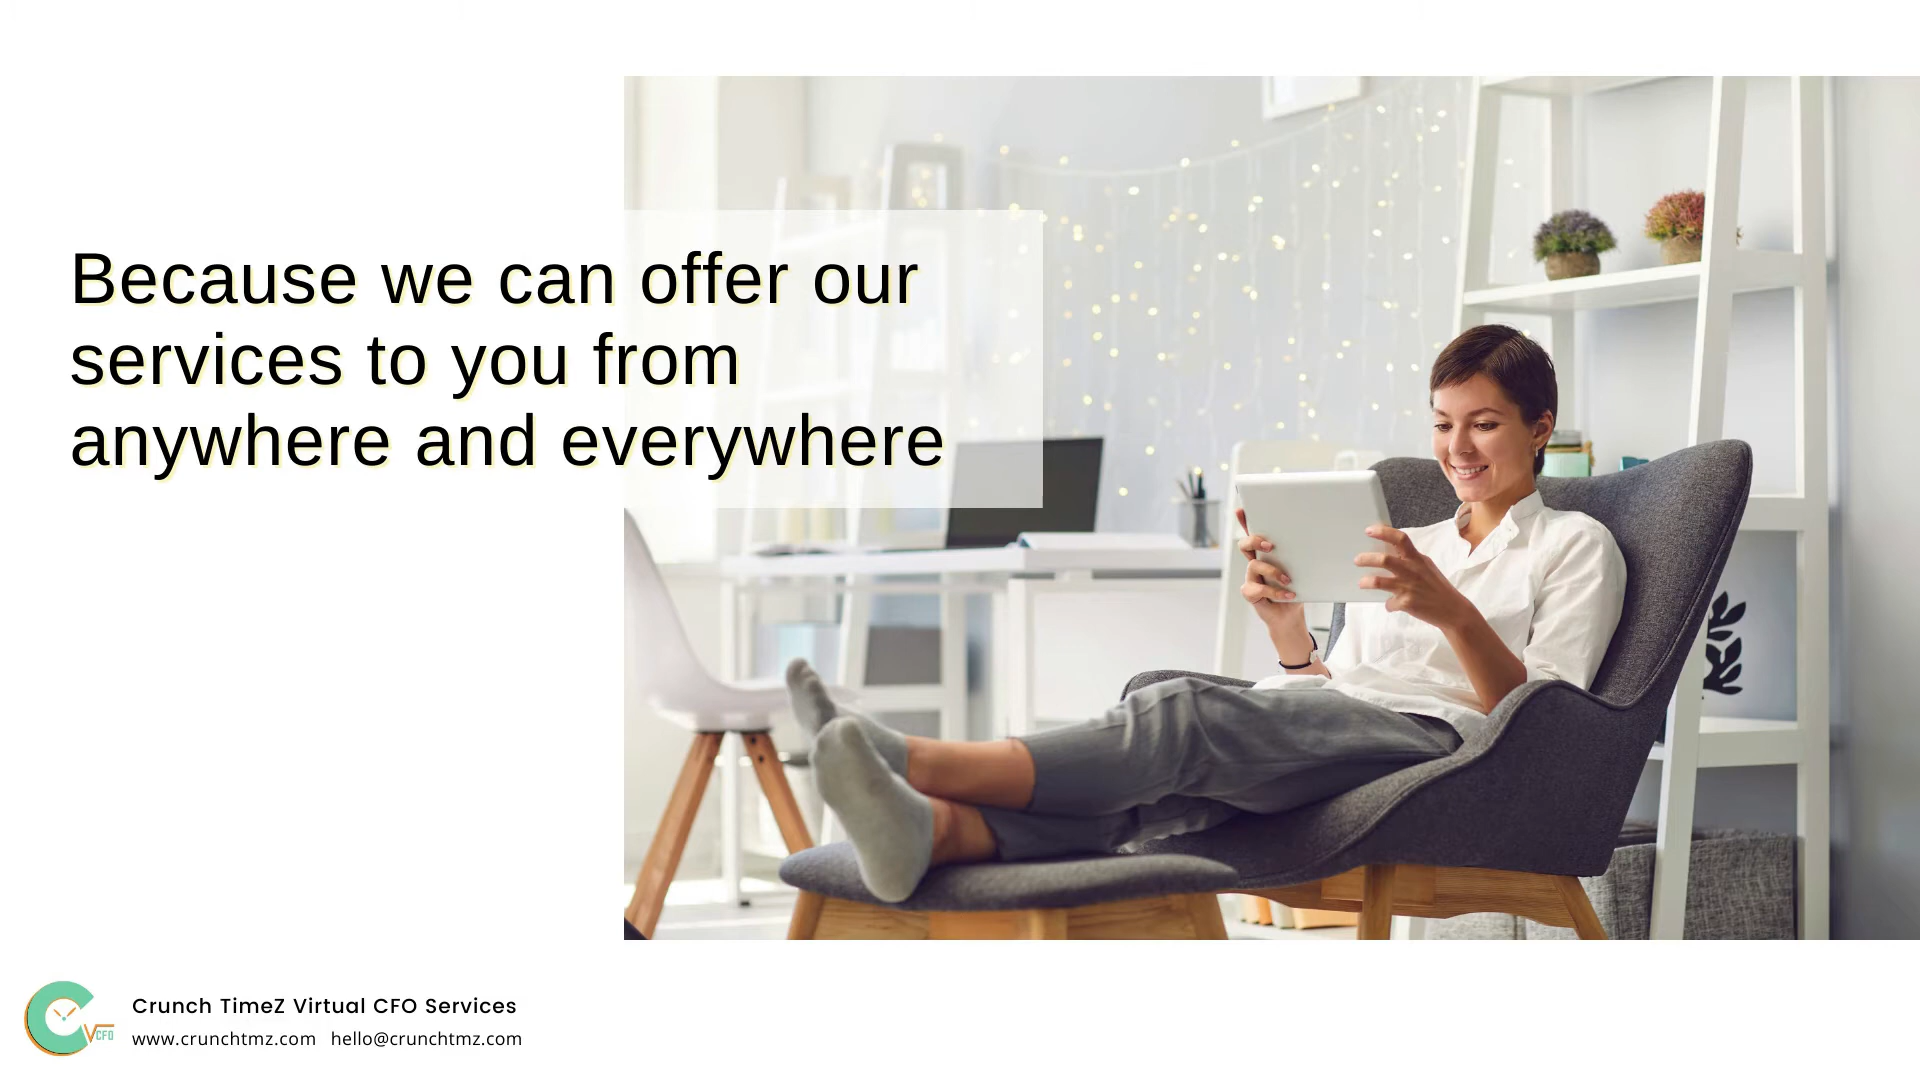 Because we can offer our
services to you from
anywhere and everywhere
VCFO
Crunch TimeZ Virtual CFO Services
www.crunchtmz.com hello@crunchtmz.com